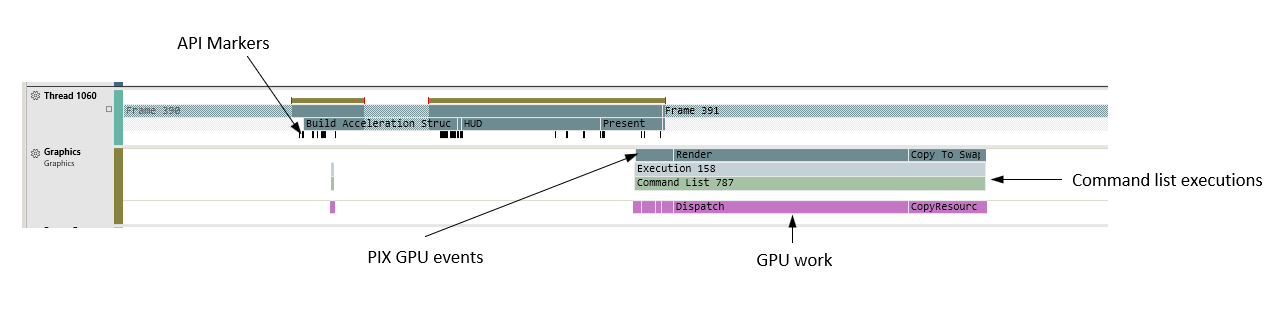 API Markers
Thread 1060
Frame 390
Frame 391
Build Acceleration Struc
HUD
Present
Graphics
Graphics
Render
Copy To Swap
Execution 158
Command List 787
Command list executions
Dispatch
CopyResourc
PIX GPU events
GPU work